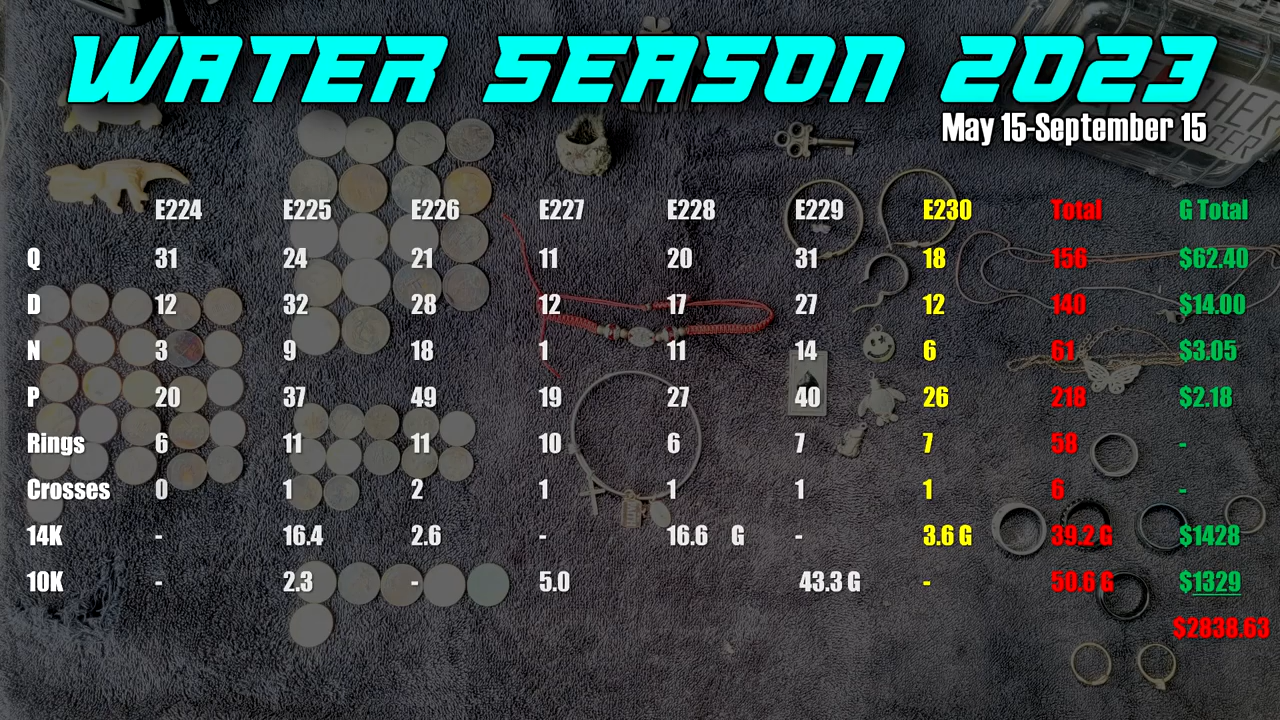 WATER SEASON 2023
May 15-September 15
E224 E225 E226 E227 E228 E229 E230 Total G Total
Q 31 24 21 11 20 31 18 156 $62.40
D 12 32 28 12 17 27 12 140 $14.00
N 3 9 18 1 11 14 6 61 $3.05
P 20 37 49 19 27 40 26 218 $2.18
Rings 6 11 11 10 6 7 7 58 -
Crosses 0 1 2 1 1 1 1 6 -
14K - 16.4 2.6 - 16.6 G - 3.6 G 39.2 G $1428
10K - 2.3 - 5.0 43.3 G - 50.6 G $1329
$2838.63